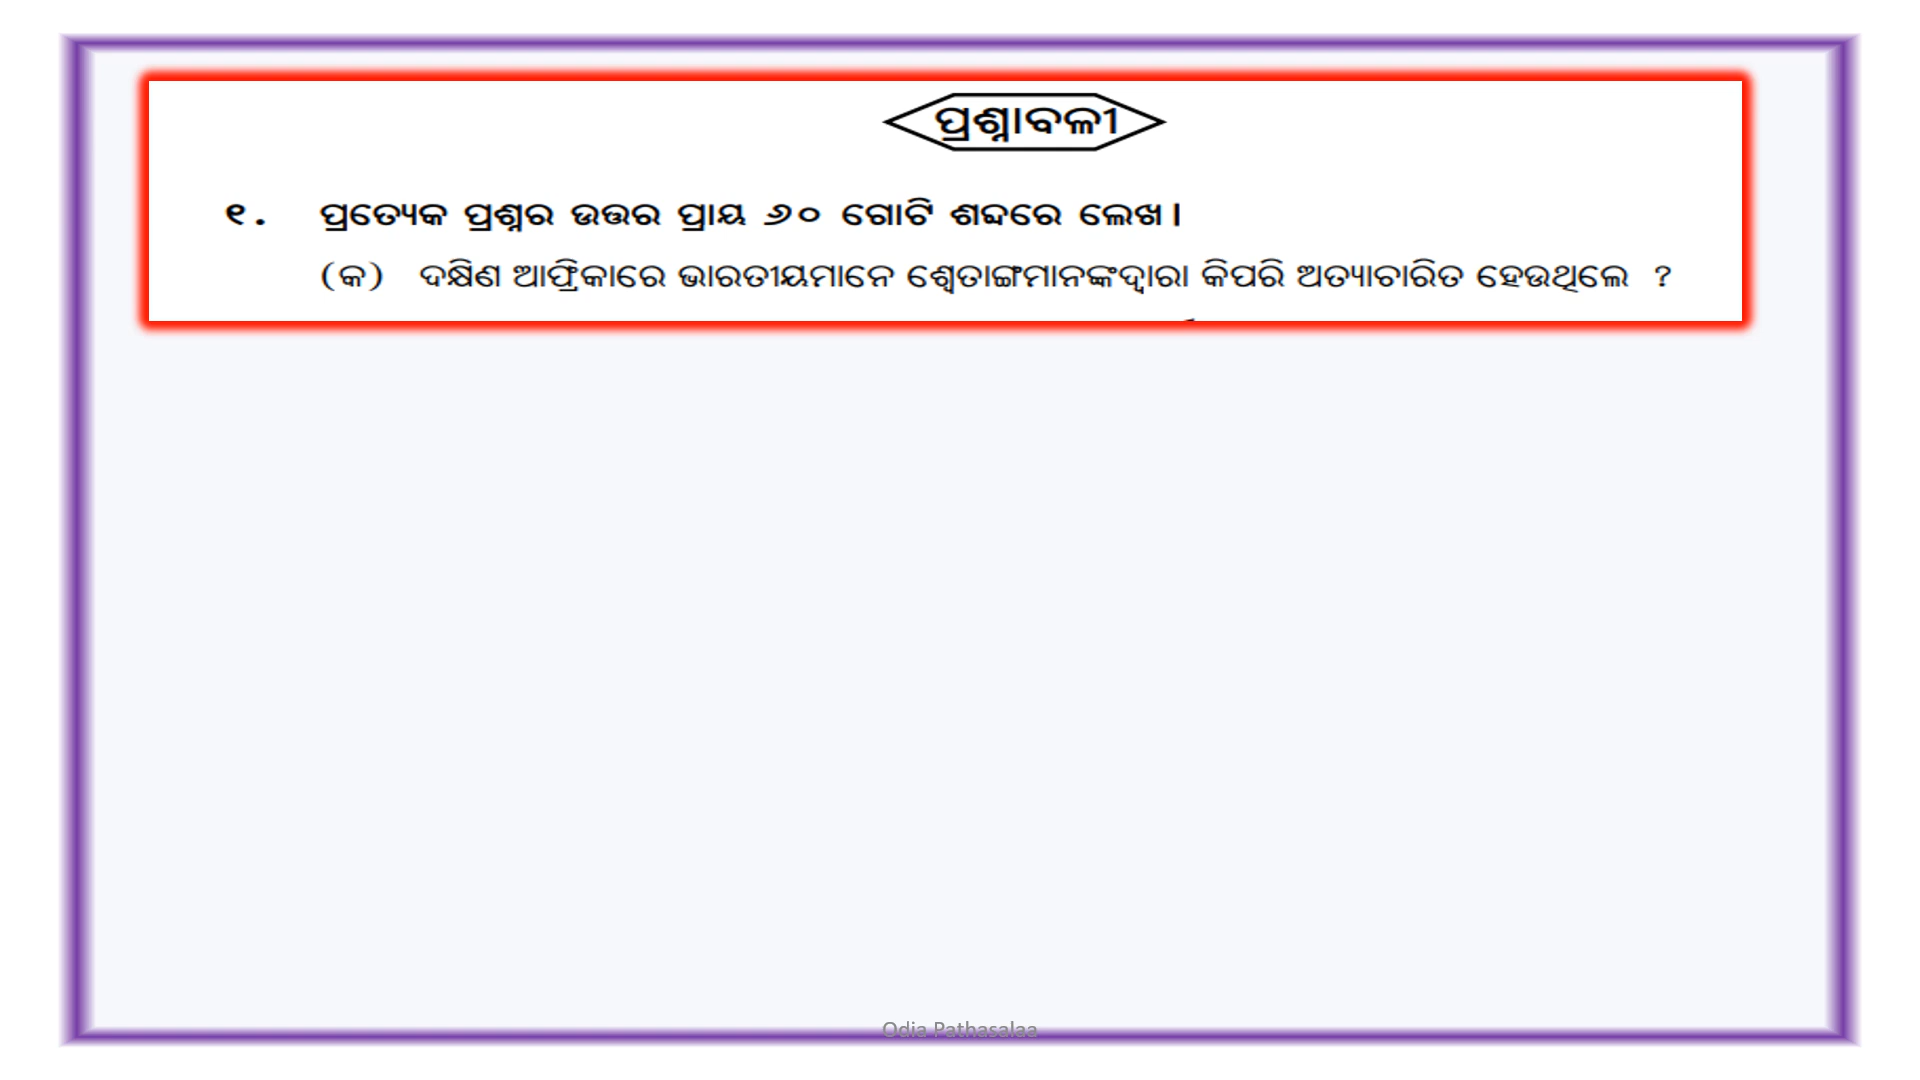 ପ୍ରଶ୍ନାବଳୀ
୧. ପ୍ରତ୍ୟେକ ପ୍ରଶ୍ନର ଉତ୍ତର ପ୍ରାୟ ୬୦ ଗୋଟି ଶବ୍ଦରେ ଲେଖ।
(କ) ଦକ୍ଷିଣ ଆଫ୍ରିକାରେ ଭାରତୀୟମାନେ ଶ୍ୱେତାଙ୍ଗମାନଙ୍କଦ୍ୱାରା କିପରି ଅତ୍ୟାଚାରିତ ହେଉଥିଲେ ?
Odia Pathasalaa